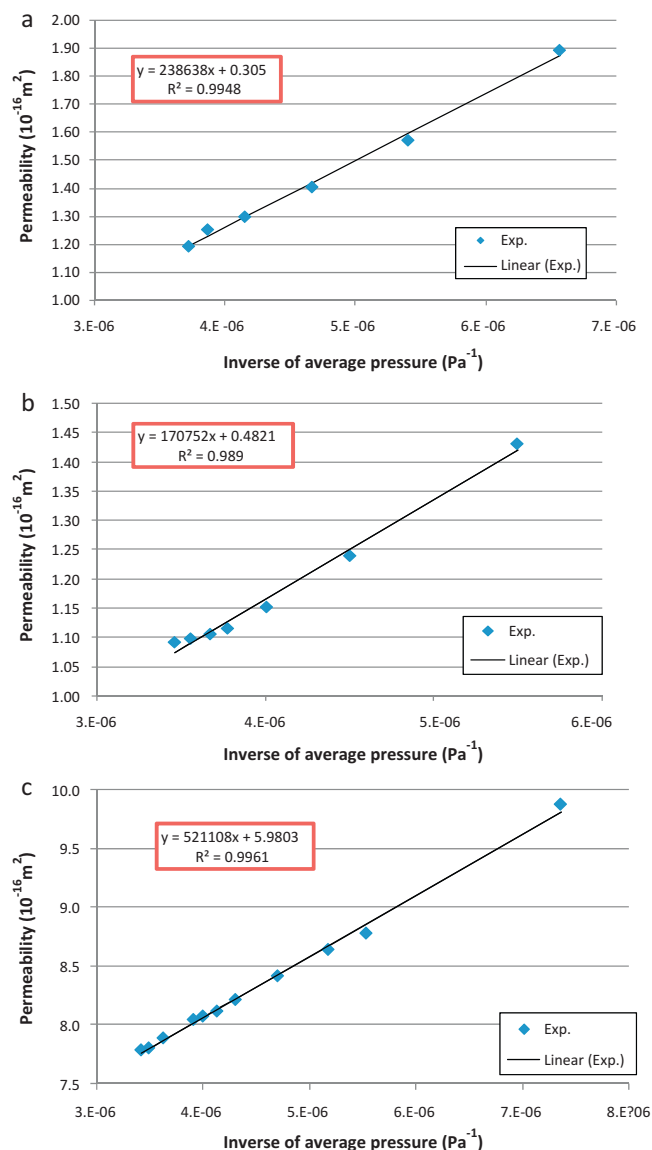 a
2.00
1.90
1.80
1.70
1.60
1.50
1.40
1.30
1.20
1.10
1.00
Permeability (10⁻¹⁶m²)
y = 238638x + 0.305
R² = 0.9948
Exp.
Linear (Exp.)
3.E-06 4.E-06 5.E-06 6.E-06 7.E-06
Inverse of average pressure (Pa⁻¹)
b
1.50
1.45
1.40
1.35
1.30
1.25
1.20
1.15
1.10
1.05
1.00
Permeability (10⁻¹⁶m²)
y = 170752x + 0.4821
R² = 0.989
Exp.
Linear (Exp.)
3.E-06 4.E-06 5.E-06 6.E-06
Inverse of average pressure (Pa⁻¹)
c
10.0
9.5
9.0
8.5
8.0
7.5
Permeability (10⁻¹⁶m²)
y = 521108x + 5.9803
R² = 0.9961
Exp.
Linear (Exp.)
3.E-06 4.E-06 5.E-06 6.E-06 7.E-06 8.E?06
Inverse of average pressure (Pa⁻¹)